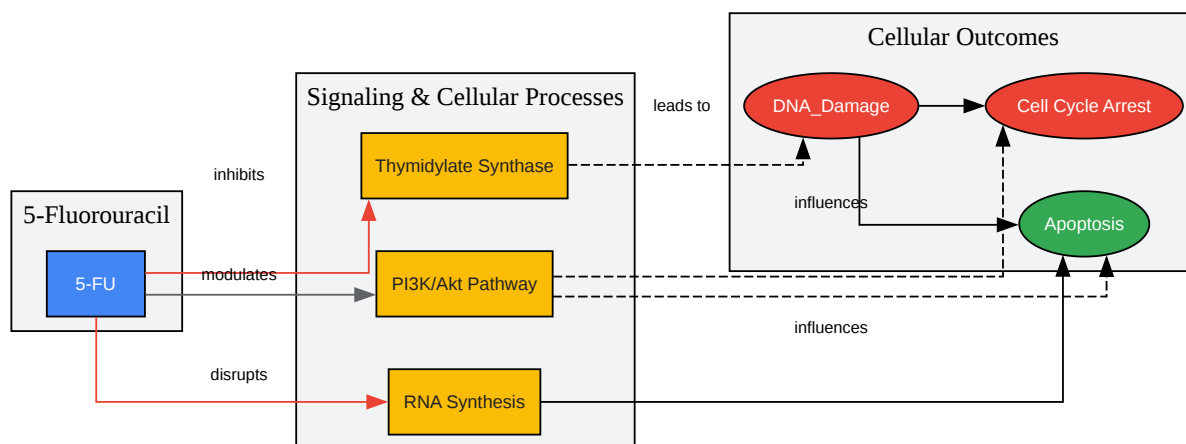 Cellular Outcomes
Signaling & Cellular Processes
leads to
DNA_Damage
Cell Cycle Arrest
Thymidylate Synthase
inhibits
influences
5-Fluorouracil
Apoptosis
modulates
5-FU
PI3K/Akt Pathway
influences
disrupts
RNA Synthesis